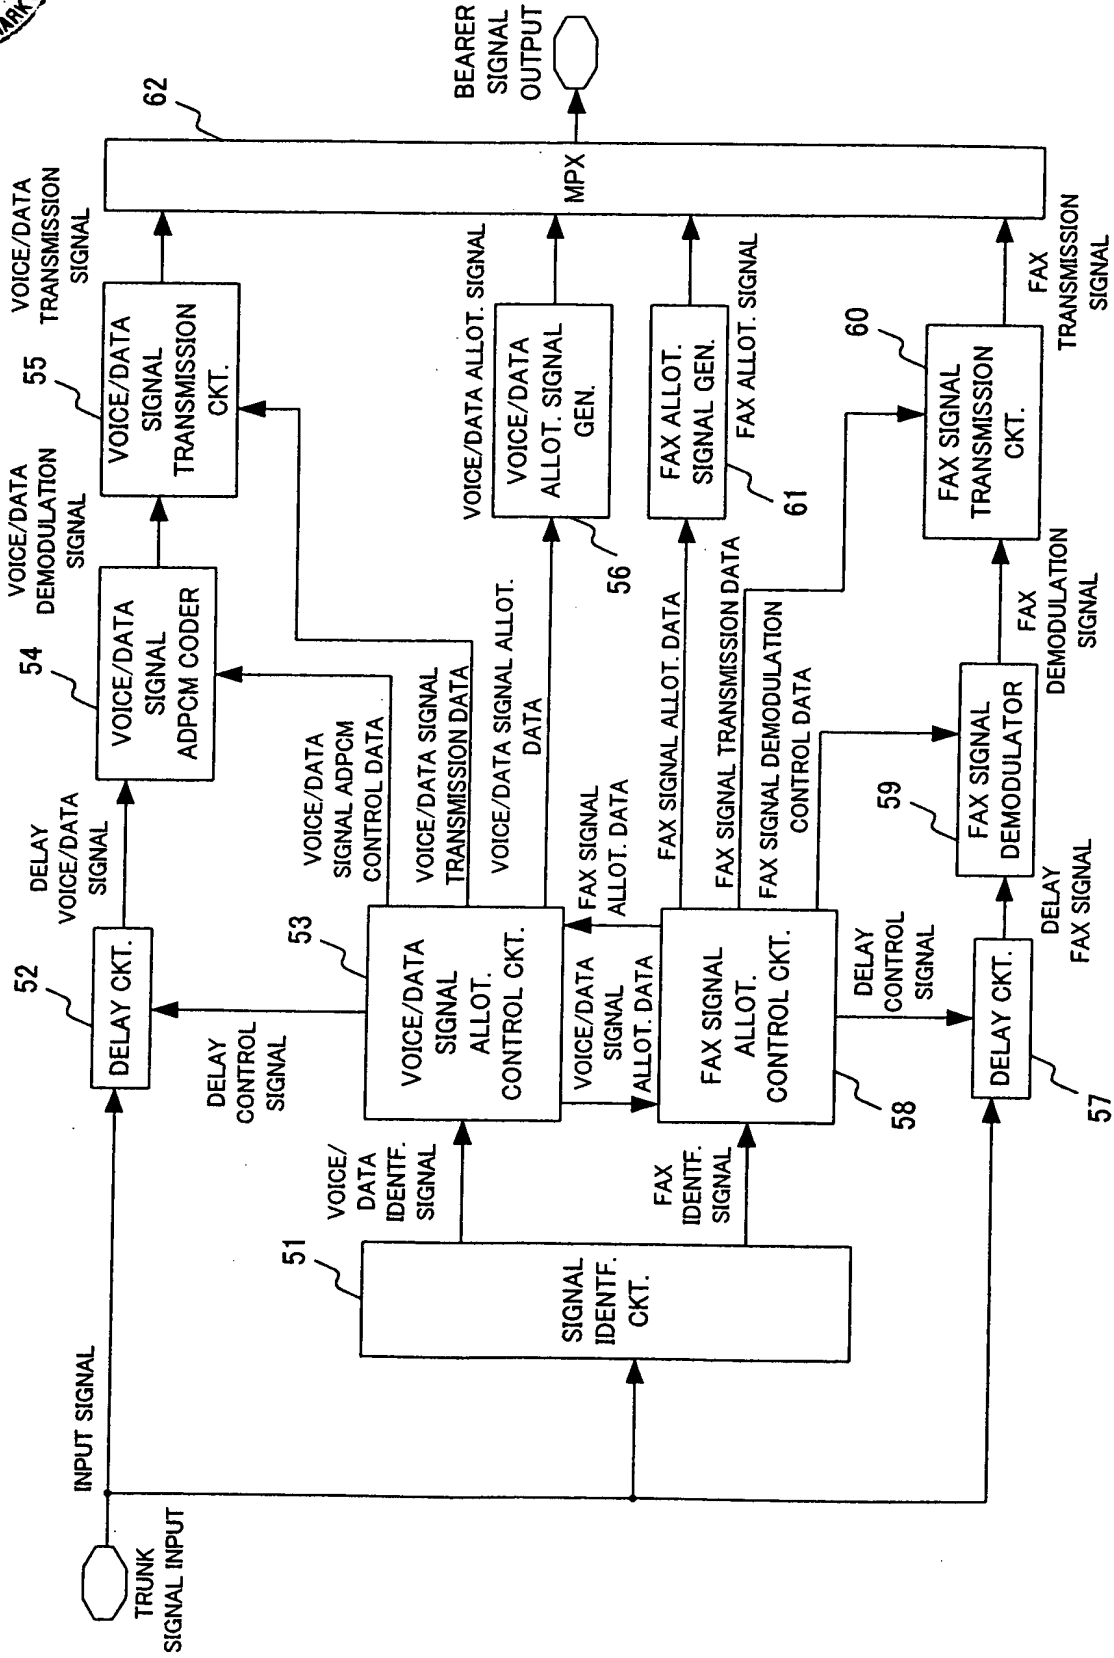 MARK
TRUNK
SIGNAL INPUT
INPUT SIGNAL
51
SIGNAL
IDENTF.
CKT.
VOICE/
DATA
IDENTF.
SIGNAL
FAX
IDENTF.
SIGNAL
52
DELAY CKT.
DELAY
CONTROL
SIGNAL
53
VOICE/DATA
SIGNAL
ALLOT.
CONTROL CKT.
VOICE/DATA
SIGNAL
ALLOT. DATA
FAX SIGNAL
ALLOT. DATA
FAX SIGNAL
ALLOT.
CONTROL CKT.
58
DELAY
CONTROL
SIGNAL
DELAY CKT.
57
DELAY
VOICE/DATA
SIGNAL
DELAY
FAX SIGNAL
54
VOICE/DATA
SIGNAL
ADPCM CODER
VOICE/DATA
SIGNAL ADPCM
CONTROL DATA
VOICE/DATA SIGNAL
TRANSMISSION DATA
VOICE/DATA SIGNAL ALLOT.
DATA
FAX SIGNAL ALLOT. DATA
FAX SIGNAL TRANSMISSION DATA
FAX SIGNAL DEMODULATION
CONTROL DATA
59
FAX SIGNAL
DEMODULATOR
VOICE/DATA
DEMODULATION
SIGNAL
FAX
DEMODULATION
SIGNAL
55
VOICE/DATA
SIGNAL
TRANSMISSION
CKT.
VOICE/DATA
ALLOT. SIGNAL
GEN.
56
FAX ALLOT.
SIGNAL GEN.
61
60
FAX SIGNAL
TRANSMISSION
CKT.
VOICE/DATA
TRANSMISSION
SIGNAL
VOICE/DATA ALLOT. SIGNAL
FAX ALLOT. SIGNAL
FAX
TRANSMISSION
SIGNAL
62
MPX
BEARER
SIGNAL
OUTPUT